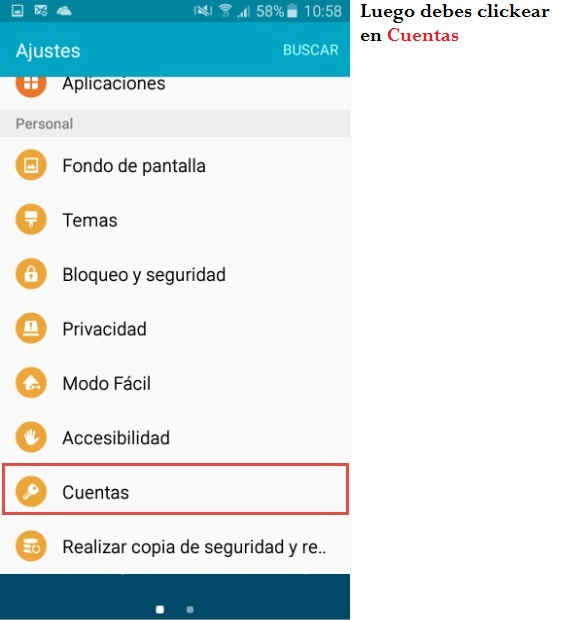 58% 10:58
Luego debes clickear
en Cuentas
Ajustes
BUSCAR
Aplicaciones
Personal
Fondo de pantalla
Temas
Bloqueo y seguridad
Privacidad
Modo Fácil
Accesibilidad
Cuentas
Realizar copia de seguridad y re..